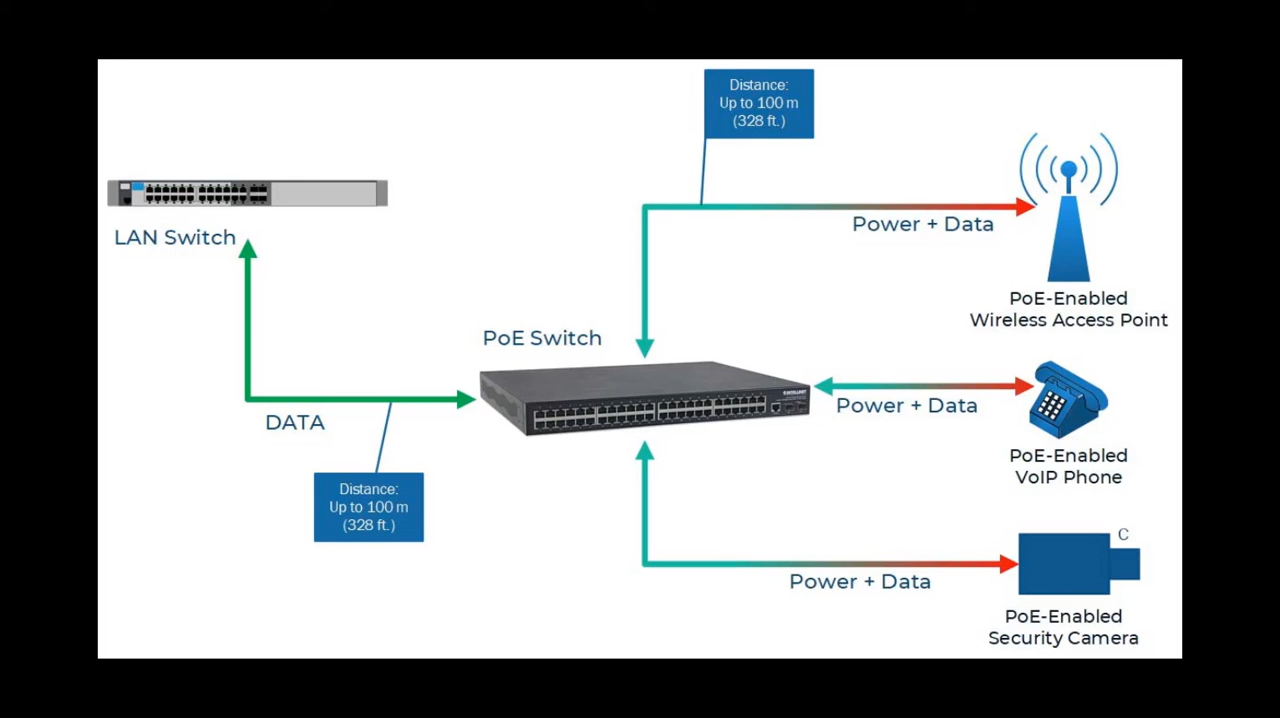 Distance:
Up to 100 m
(328 ft.)
LAN Switch
Power + Data
PoE-Enabled
Wireless Access Point
PoE Switch
DATA
Power + Data
PoE-Enabled
VoIP Phone
Distance:
Up to 100 m
(328 ft.)
C
Power + Data
PoE-Enabled
Security Camera